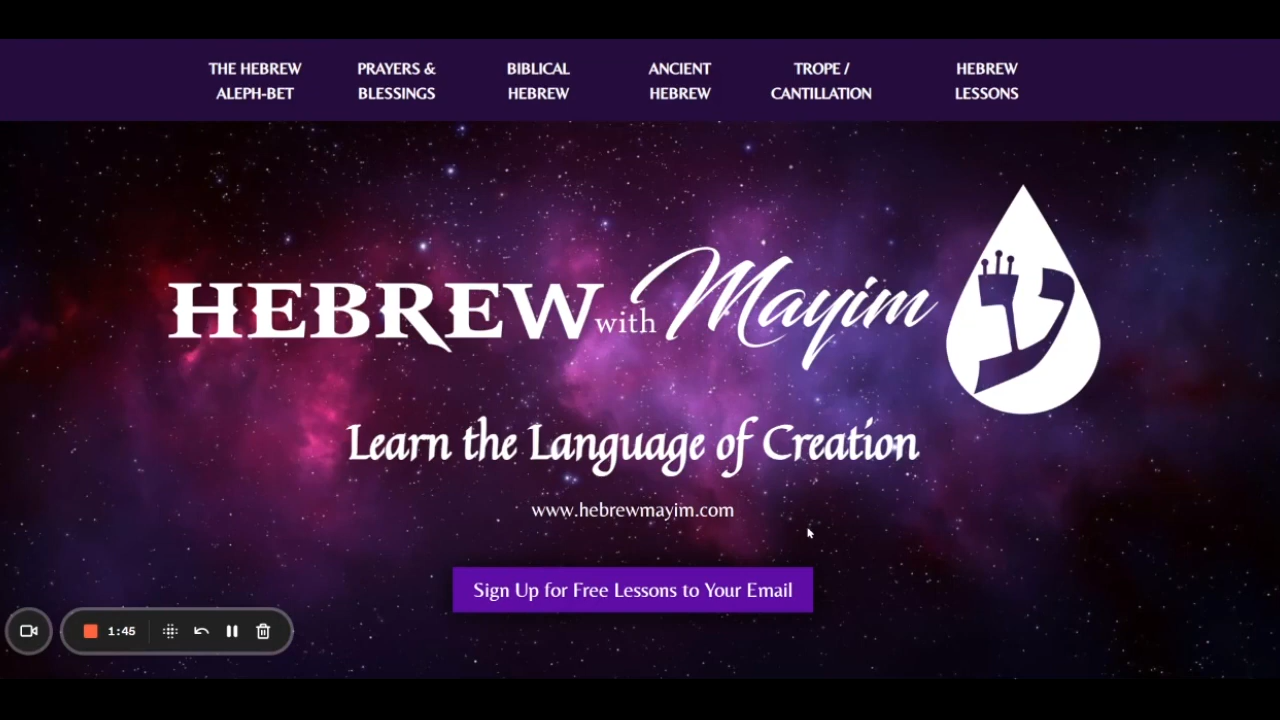 THE HEBREW
ALEPH-BET
PRAYERS &
BLESSINGS
BIBLICAL
HEBREW
ANCIENT
HEBREW
TROPE /
CANTILLATION
HEBREW
LESSONS
HEBREW with Mayim
ע
Learn the Language of Creation
www.hebrewmayim.com
Sign Up for Free Lessons to Your Email
1:45